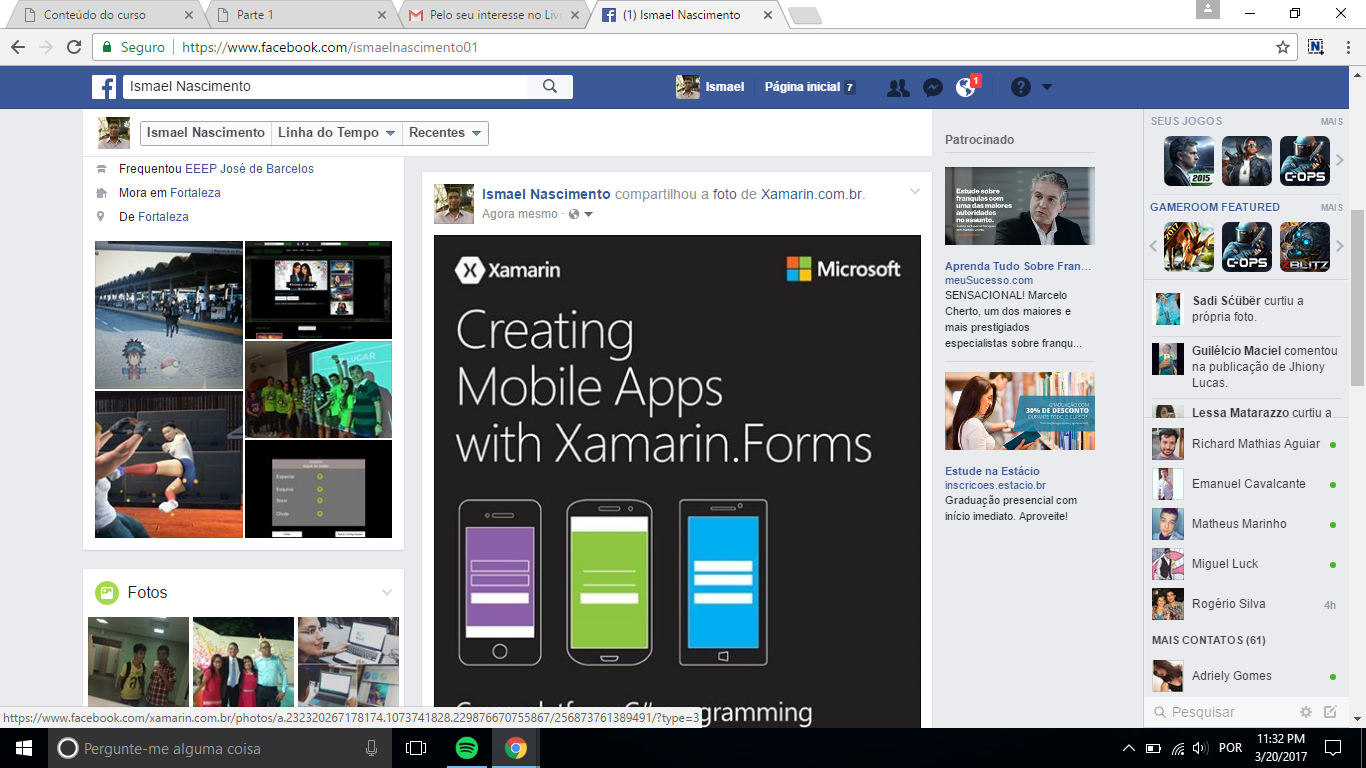 Conteúdo do curso
Parte 1
Pelo seu interesse no Liv
(1) Ismael Nascimento
Seguro
https://www.facebook.com/ismaelnascimento01
Ismael Nascimento
Ismael
Página inicial 7
1
Ismael Nascimento
Linha do Tempo
Recentes
Frequentou EEEP José de Barcelos
Mora em Fortaleza
De Fortaleza
Fotos
Ismael Nascimento compartilhou a foto de Xamarin.com.br.
Agora mesmo ·
Xamarin
Microsoft
Creating
Mobile Apps
with Xamarin.Forms
Patrocinado
Estude sobre
franquias com
uma das maiores
autoridades
no assunto.
Aprenda Tudo Sobre Fran...
meuSucesso.com
SENSACIONAL! Marcelo
Cherto, um dos maiores e
mais prestigiados
especialistas sobre franqu...
GRADUAÇÃO COM
30% DE DESCONTO
DURANTE TODO O CURSO*
Estude na Estácio
inscricoes.estacio.br
Graduação presencial com
início imediato. Aproveite!
SEUS JOGOS
MAIS
2015
C-OPS
GAMEROOM FEATURED
MAIS
2017
C-OPS
ZBLITZ
Sadi Sćübër curtiu a
própria foto.
Guilélcio Maciel comentou
na publicação de Jhiony
Lucas.
Lessa Matarazzo curtiu a
Richard Mathias Aguiar
Emanuel Cavalcante
Matheus Marinho
Miguel Luck
Rogério Silva
4h
MAIS CONTATOS (61)
Adriely Gomes
Pesquisar
https://www.facebook.com/xamarin.com.br/photos/a.232320267178174.1073741828.229876670755867/256873761389491/?type=3
Pergunte-me alguma coisa
POR
11:32 PM
3/20/2017